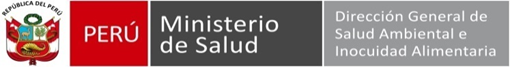 REPÚBLICA DEL PERÚ
PERÚ
Ministerio
de Salud
Dirección General de
Salud Ambiental e
Inocuidad Alimentaria